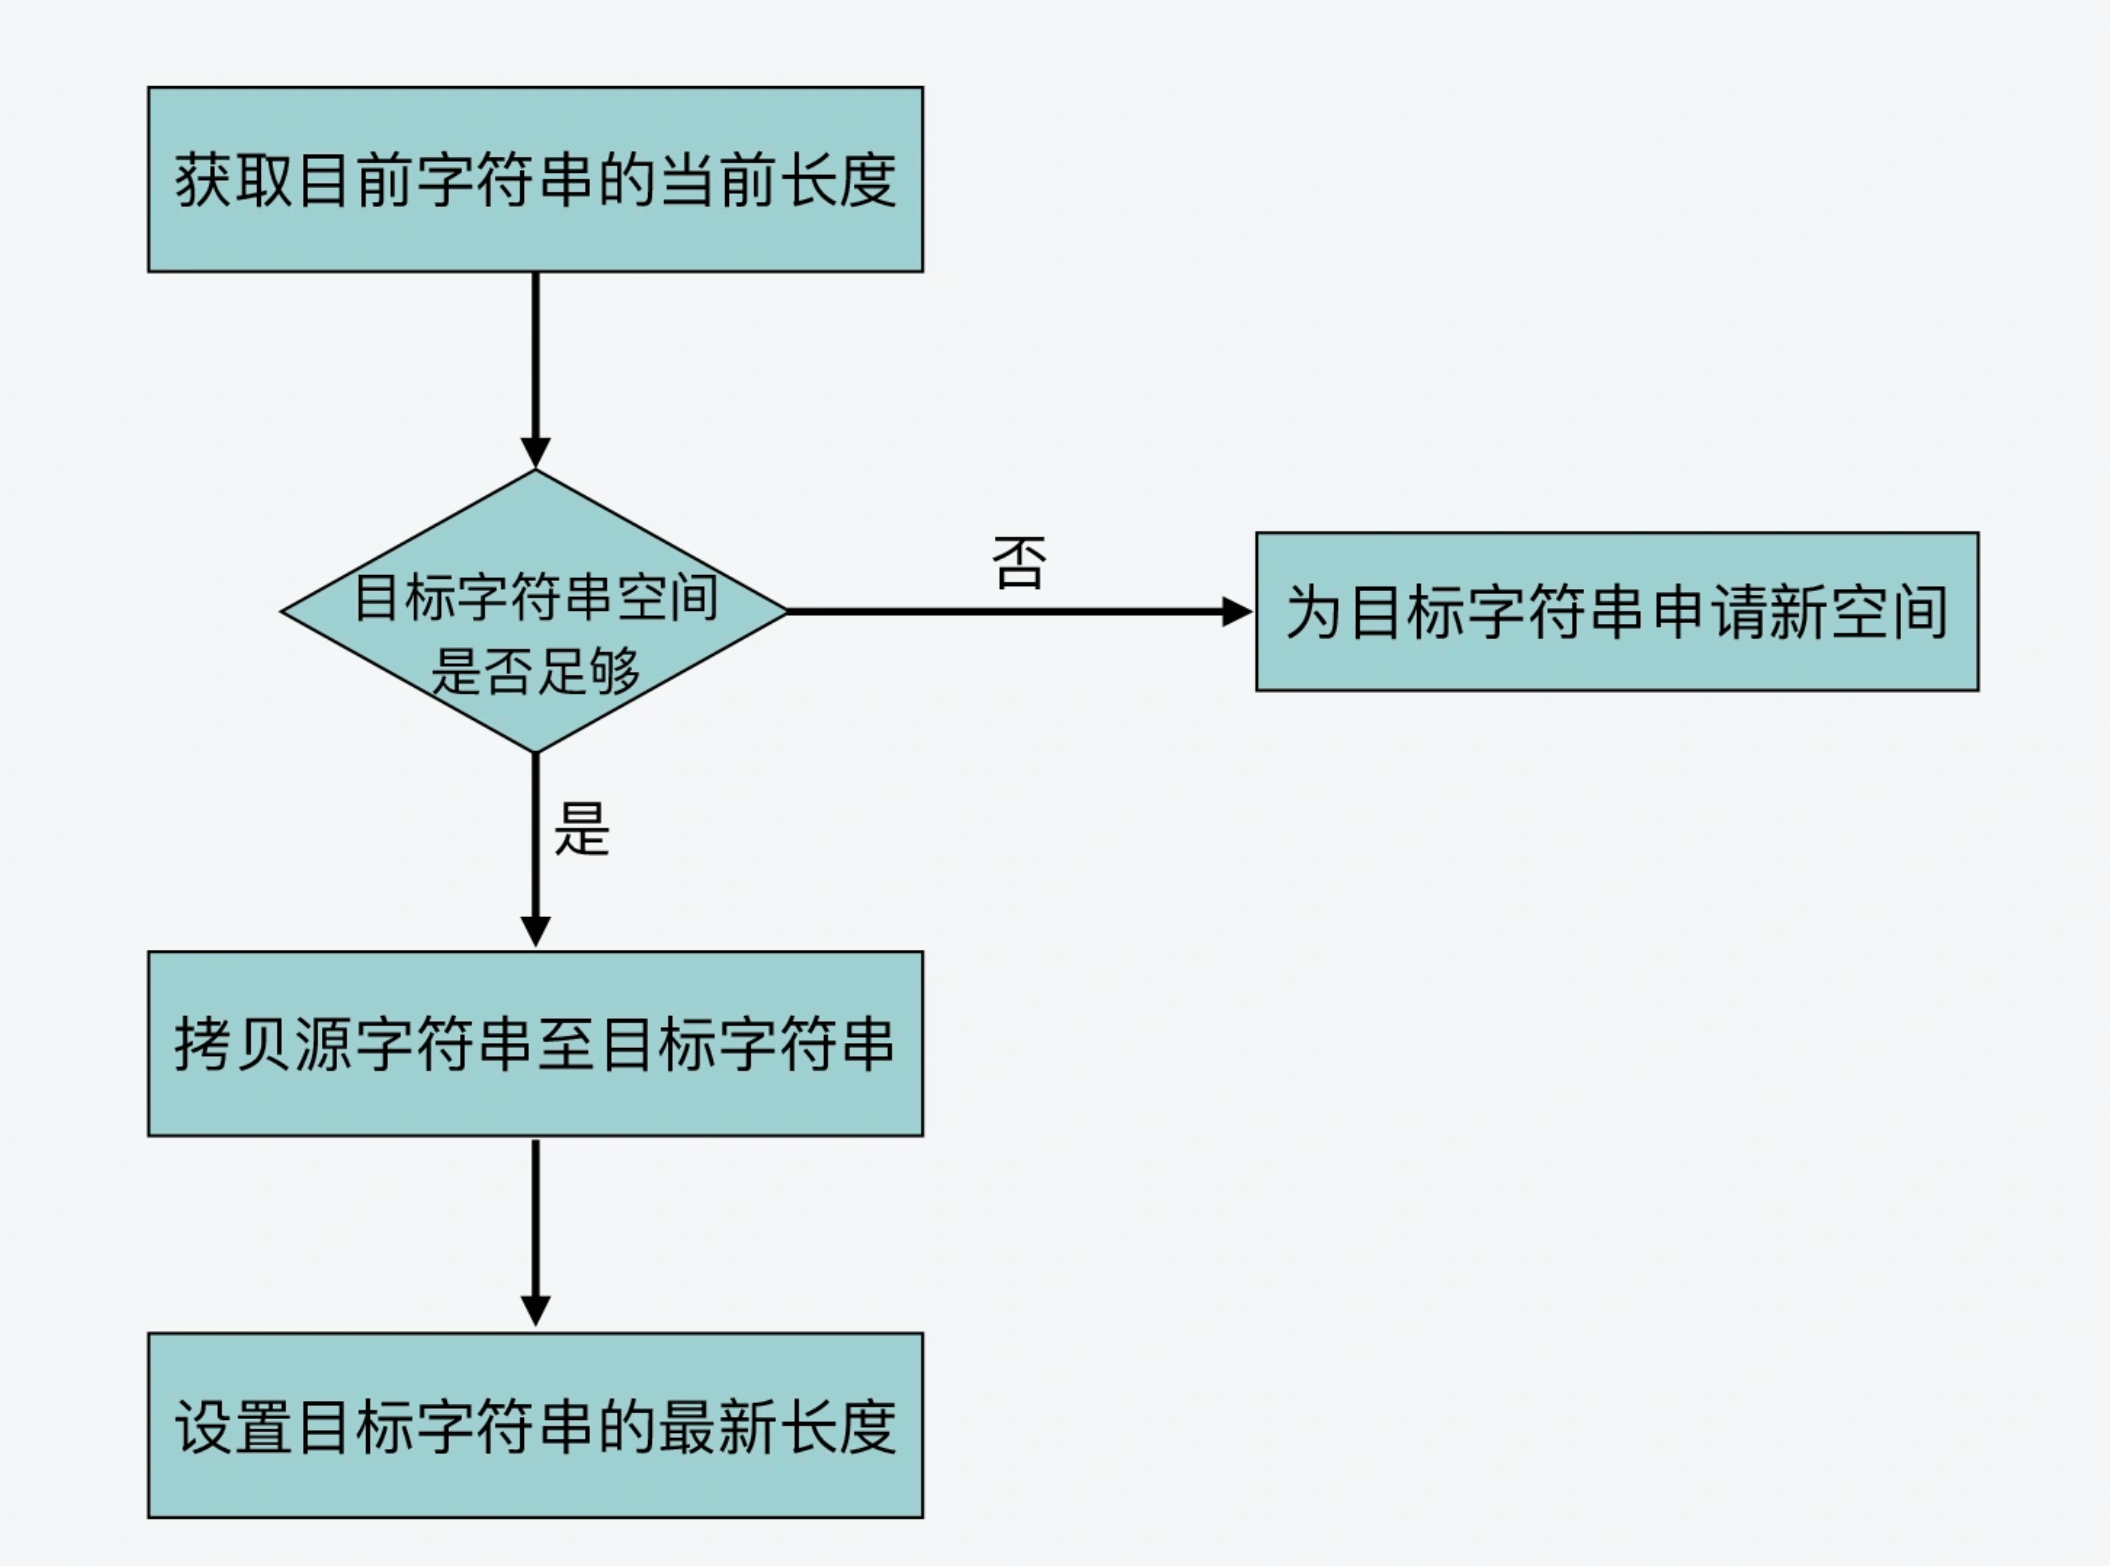 获取目前字符串的当前长度
目标字符串空间
是否足够
否
为目标字符串申请新空间
是
拷贝源字符串至目标字符串
设置目标字符串的最新长度